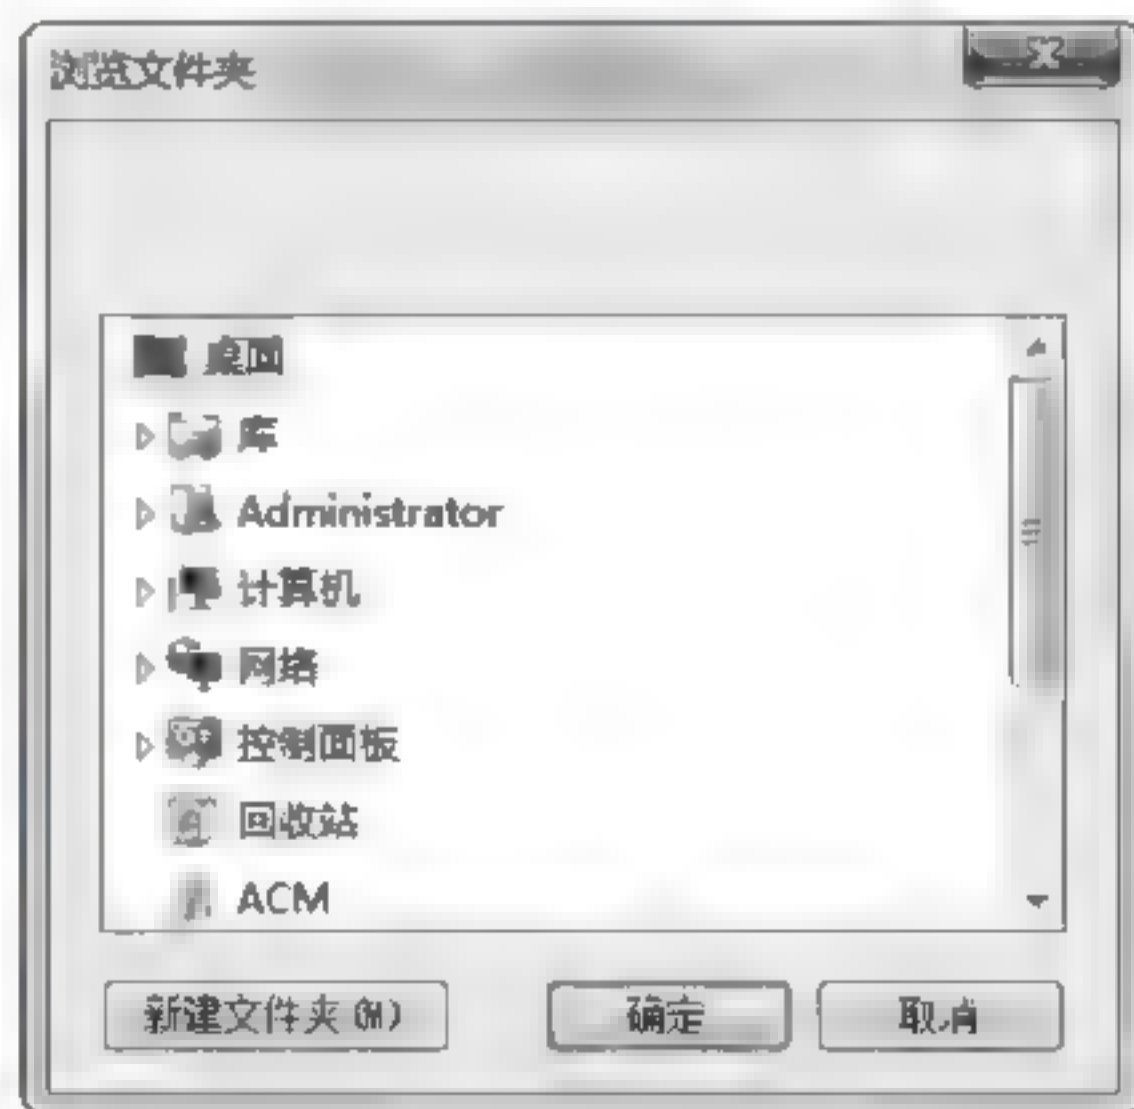 浏览文件夹
桌面
库
Administrator
计算机
网络
控制面板
回收站
ACM
新建文件夹(M) 确定 取消